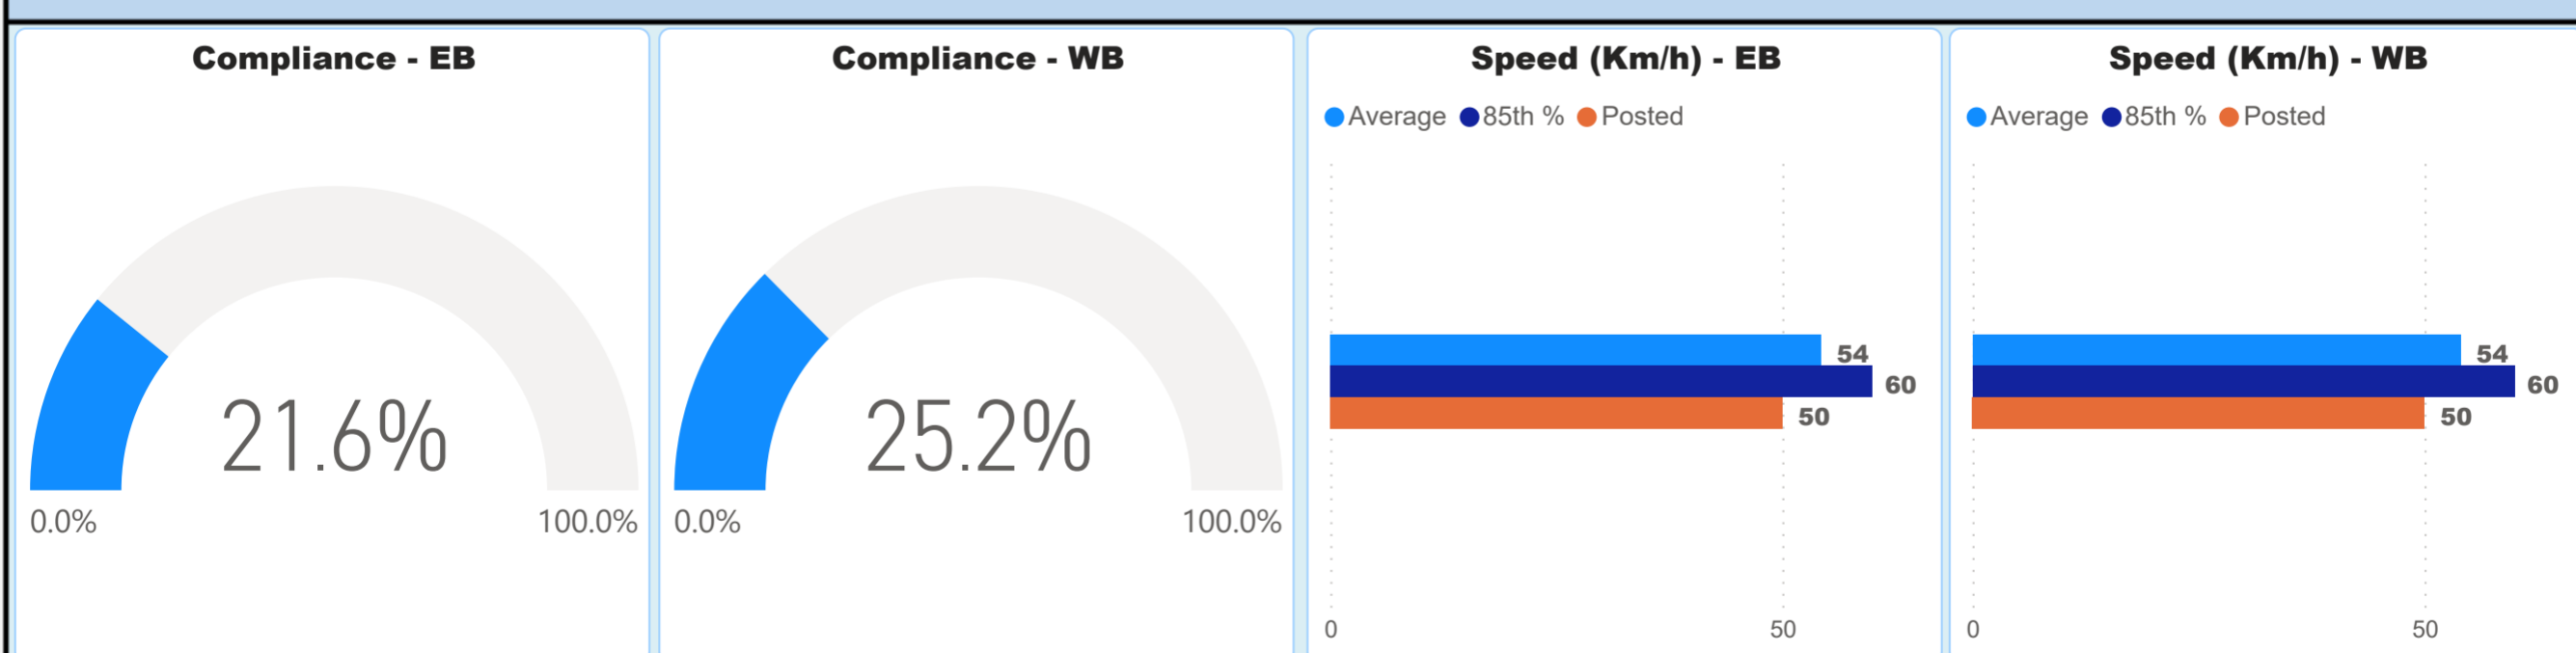 Compliance - EB
21.6%
0.0%
100.0%
Compliance - WB
25.2%
0.0%
100.0%
Speed (Km/h) - EB
Average 85th % Posted
54
60
50
0
50
Speed (Km/h) - WB
Average 85th % Posted
54
60
50
0
50